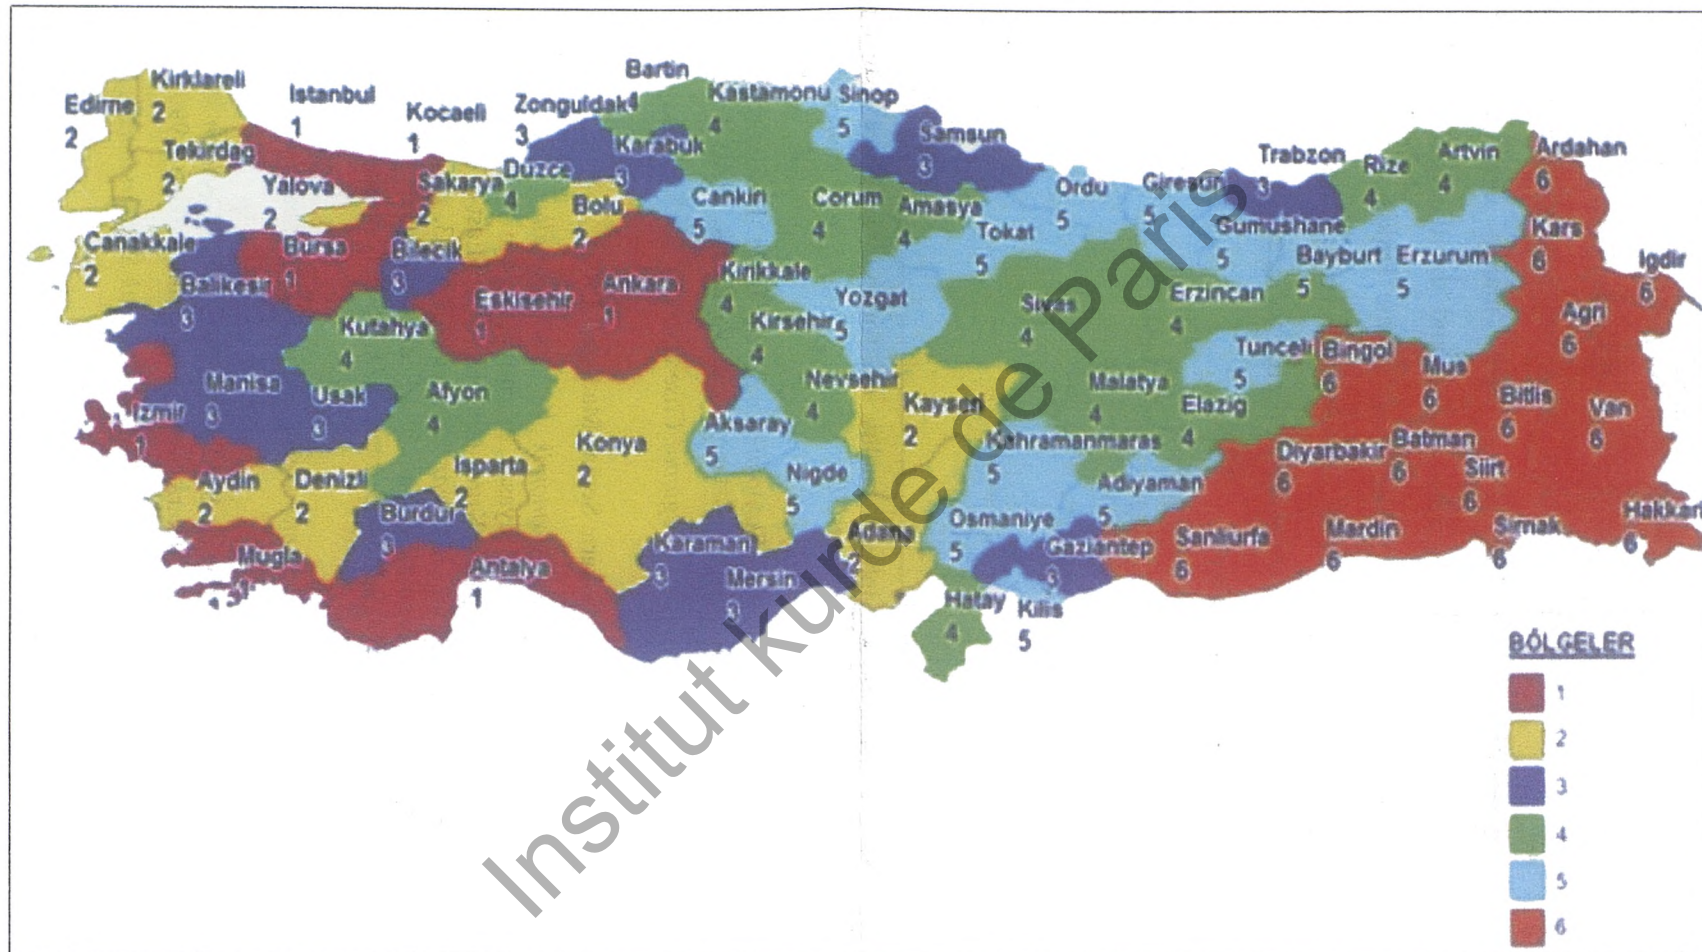 Bartin
Kirklareli
Edirne
2
2
Istanbul
1
Kocaeli
1
Zonguldak
3
4
Kastamonu
4
Sinop
5
Samsun
3
Karabuk
3
Tekirdag
2
Duzce
4
Trabzon
3
Rize
4
Artvin
4
Ardahan
6
Yalova
2
Sakarya
2
Bolu
2
Cankiri
5
Corum
4
Amasya
4
Ordu
5
Giresun
5
Tokat
5
Gumushane
5
Bayburt
5
Erzurum
5
Kars
6
Igdir
6
Canakkale
2
Bursa
1
Bilecik
3
Balikesir
3
Eskisehir
1
Ankara
1
Kirikkale
4
Yozgat
5
Sivas
4
Erzincan
4
Agri
6
Kutahya
4
Kirsehir
4
Tunceli
5
Bingol
6
Mus
6
Manisa
3
Usak
3
Afyon
4
Nevsehir
4
Kayseri
2
Malatya
4
Elazig
4
Bitlis
6
Van
6
Izmir
1
Konya
2
Aksaray
5
Kahramanmaras
5
Diyarbakir
6
Batman
6
Siirt
6
Aydin
2
Denizli
2
Isparta
2
Nigde
5
Adiyaman
5
Burdur
3
Adana
2
Osmaniye
5
Gaziantep
3
Sanliurfa
6
Mardin
6
Sirnak
6
Hakkari
6
Mugla
1
Antalya
1
Karaman
3
Mersin
3
Hatay
4
Kilis
5
BÖLGELER
1
2
3
4
5
6
Institut kurde de Paris